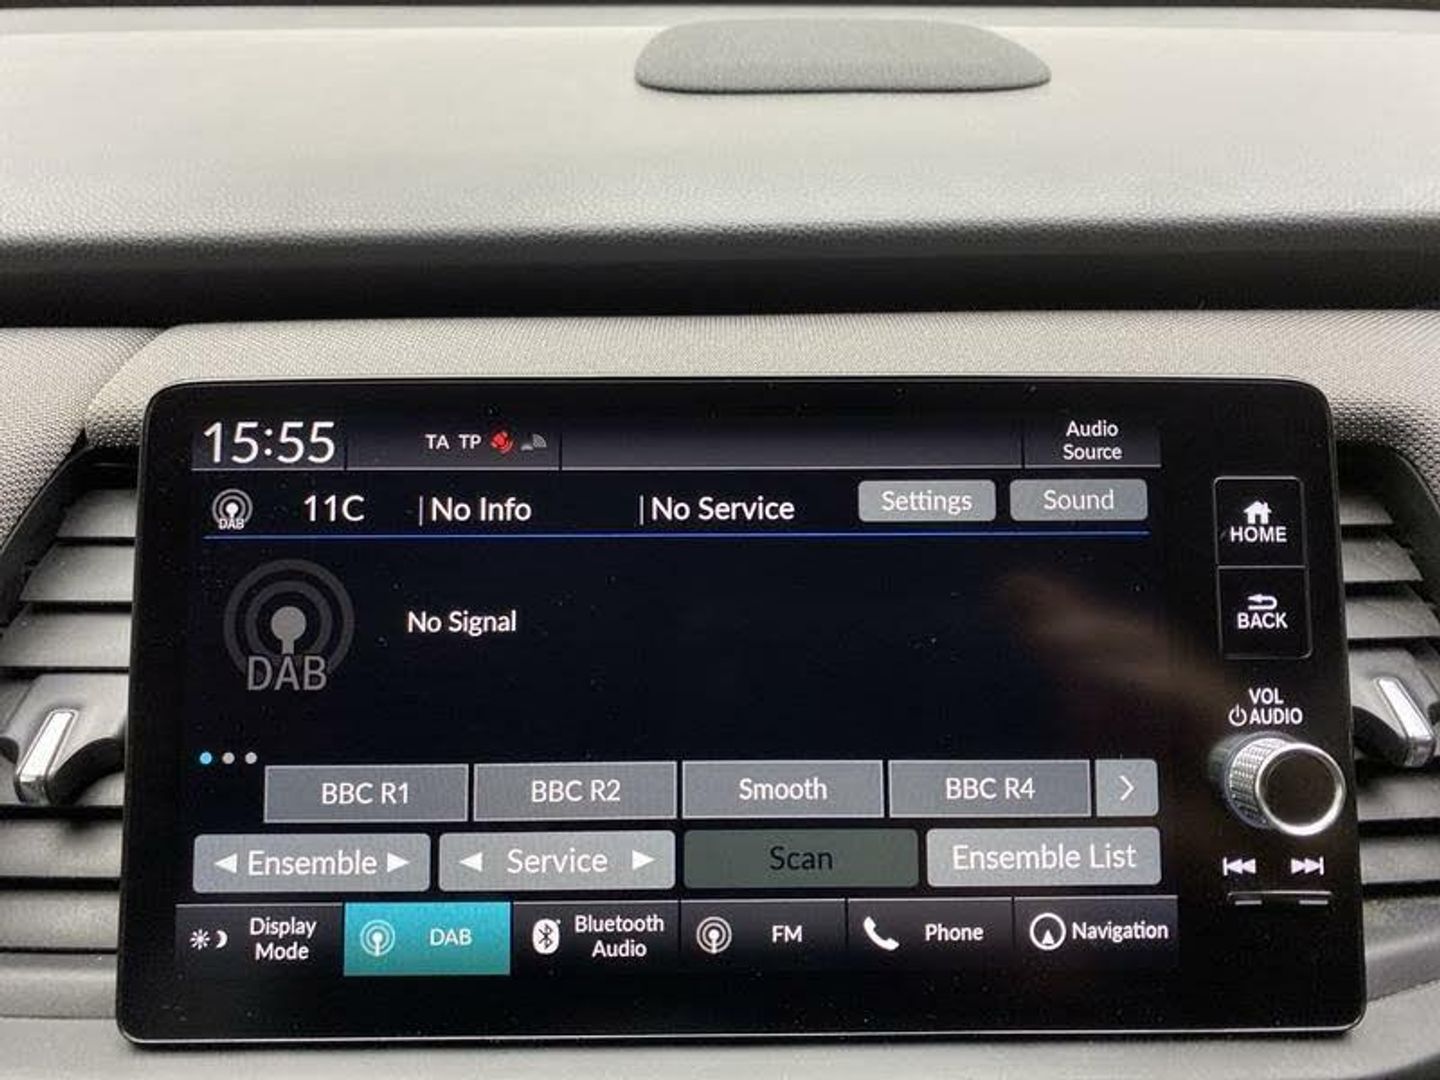 15:55 TA TP Audio
Source
DAB 11C |No Info |No Service Settings Sound
HOME
No Signal
DAB
BACK
VOL
AUDIO
BBC R1 BBC R2 Smooth BBC R4
Ensemble Service Scan Ensemble List
Display
Mode
DAB
Bluetooth
Audio
FM
Phone
Navigation